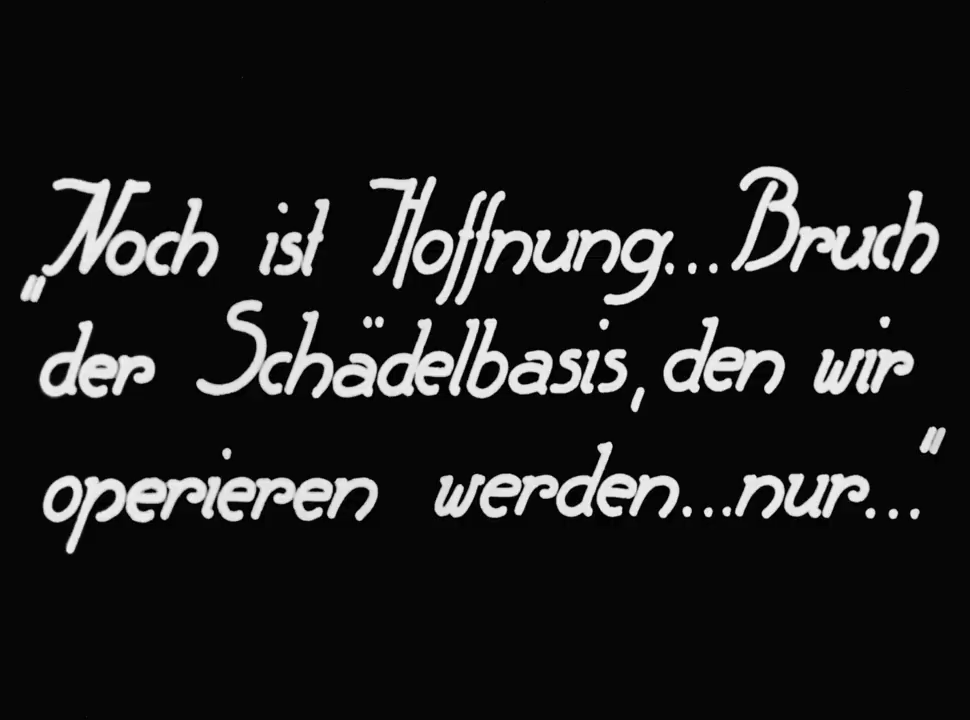 „Noch ist Hoffnung...Bruch
der Schädelbasis, den wir
operieren werden...nur..."